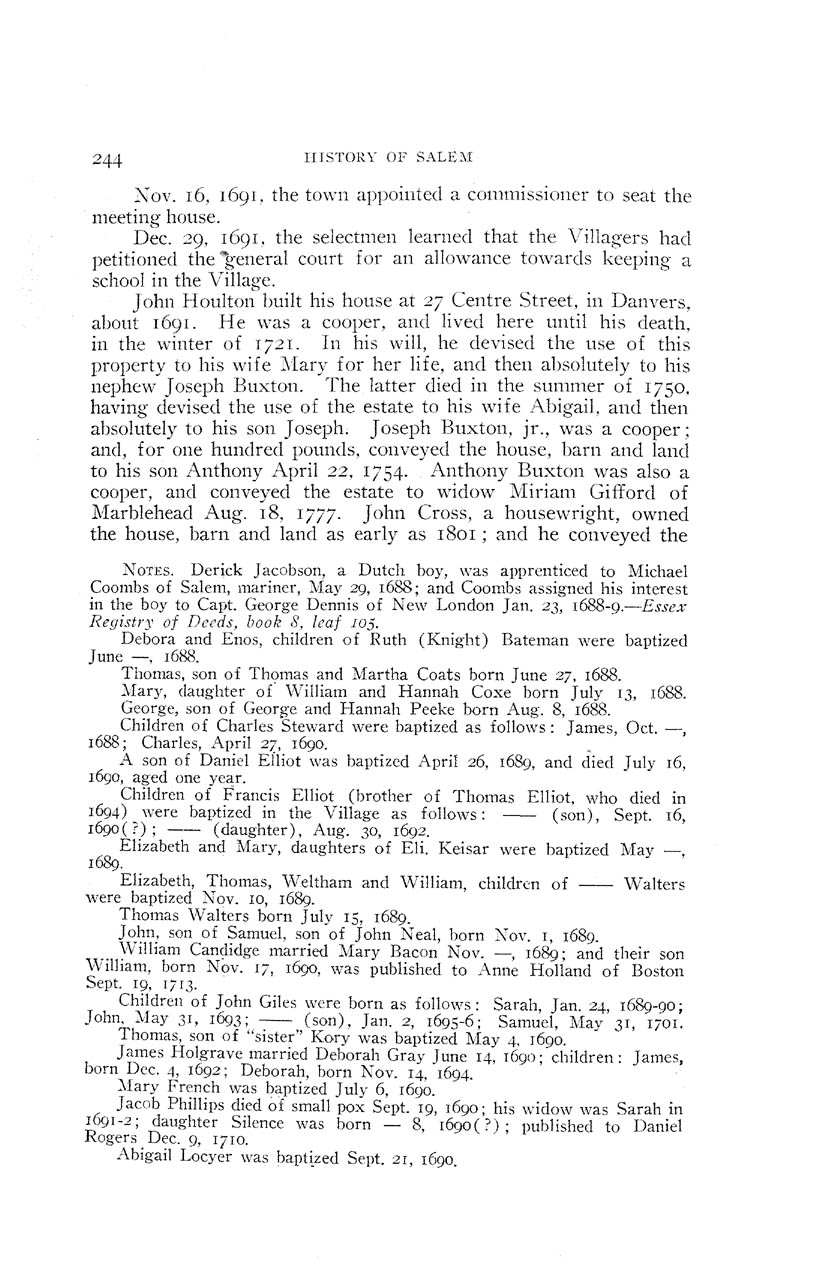 244 HISTORY OF SALEM
Nov. 16, 1691, the town appointed a commissioner to seat the
meeting house.
Dec. 29, 1691, the selectmen learned that the Villagers had
petitioned the general court for an allowance towards keeping a
school in the Village.
John Houlton built his house at 27 Centre Street, in Danvers,
about 1691. He was a cooper, and lived here until his death,
in the winter of 1721. In his will, he devised the use of this
property to his wife Mary for her life, and then absolutely to his
nephew Joseph Buxton. The latter died in the summer of 1750,
having devised the use of the estate to his wife Abigail, and then
absolutely to his son Joseph. Joseph Buxton, jr., was a cooper;
and, for one hundred pounds, conveyed the house, barn and land
to his son Anthony April 22, 1754. Anthony Buxton was also a
cooper, and conveyed the estate to widow Miriam Gifford of
Marblehead Aug. 18, 1777. John Cross, a housewright, owned
the house, barn and land as early as 1801; and he conveyed the
NOTES. Derick Jacobson, a Dutch boy, was apprenticed to Michael
Coombs of Salem, mariner, May 29, 1688; and Coombs assigned his interest
in the boy to Capt. George Dennis of New London Jan. 23, 1688-9.—Essex
Registry of Deeds, book 8, leaf 105.
Debora and Enos, children of Ruth (Knight) Bateman were baptized
June —, 1688.
Thomas, son of Thomas and Martha Coats born June 27, 1688.
Mary, daughter of William and Hannah Coxe born July 13, 1688.
George, son of George and Hannah Peeke born Aug. 8, 1688.
Children of Charles Steward were baptized as follows: James, Oct. —,
1688; Charles, April 27, 1690.
A son of Daniel Elliot was baptized April 26, 1689, and died July 16,
1690, aged one year.
Children of Francis Elliot (brother of Thomas Elliot, who died in
1694) were baptized in the Village as follows: —— (son), Sept. 16,
1690(?); —— (daughter), Aug. 30, 1692.
Elizabeth and Mary, daughters of Eli. Keisar were baptized May —,
1689.
Elizabeth, Thomas, Weltham and William, children of —— Walters
were baptized Nov. 10, 1689.
Thomas Walters born July 15, 1689.
John, son of Samuel, son of John Neal, born Nov. 1, 1689.
William Candidge married Mary Bacon Nov. —, 1689; and their son
William, born Nov. 17, 1690, was published to Anne Holland of Boston
Sept. 19, 1713.
Children of John Giles were born as follows: Sarah, Jan. 24, 1689-90;
John, May 31, 1693; —— (son), Jan. 2, 1695-6; Samuel, May 31, 1701.
Thomas, son of "sister" Kory was baptized May 4, 1690.
James Holgrave married Deborah Gray June 14, 1690; children: James,
born Dec. 4, 1692; Deborah, born Nov. 14, 1694.
Mary French was baptized July 6, 1690.
Jacob Phillips died of small pox Sept. 19, 1690; his widow was Sarah in
1691-2; daughter Silence was born — 8, 1690(?); published to Daniel
Rogers Dec. 9, 1710.
Abigail Locyer was baptized Sept. 21, 1690.